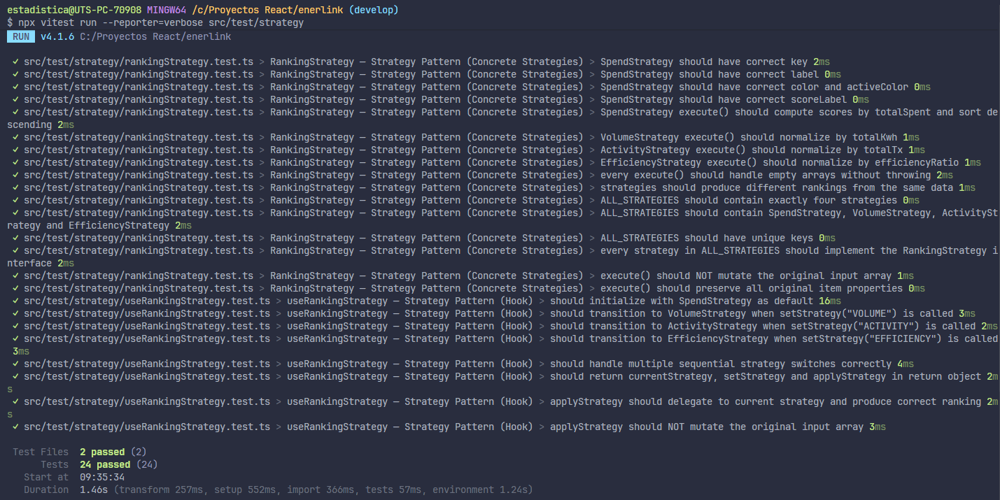 estadistica@UTS-PC-70908 MINGW64 /c/Proyectos React/enerlink (develop)
$ npx vitest run --reporter=verbose src/test/strategy
RUN v4.1.6 C:/Proyectos React/enerlink
✓ src/test/strategy/rankingStrategy.test.ts > RankingStrategy — Strategy Pattern (Concrete Strategies) > SpendStrategy should have correct key 2ms
✓ src/test/strategy/rankingStrategy.test.ts > RankingStrategy — Strategy Pattern (Concrete Strategies) > SpendStrategy should have correct label 0ms
✓ src/test/strategy/rankingStrategy.test.ts > RankingStrategy — Strategy Pattern (Concrete Strategies) > SpendStrategy should have correct color and activeColor 0ms
✓ src/test/strategy/rankingStrategy.test.ts > RankingStrategy — Strategy Pattern (Concrete Strategies) > SpendStrategy should have correct scoreLabel 0ms
✓ src/test/strategy/rankingStrategy.test.ts > RankingStrategy — Strategy Pattern (Concrete Strategies) > SpendStrategy execute() should compute scores by totalSpent and sort de
scending 2ms
✓ src/test/strategy/rankingStrategy.test.ts > RankingStrategy — Strategy Pattern (Concrete Strategies) > VolumeStrategy execute() should normalize by totalKwh 1ms
✓ src/test/strategy/rankingStrategy.test.ts > RankingStrategy — Strategy Pattern (Concrete Strategies) > ActivityStrategy execute() should normalize by totalTx 1ms
✓ src/test/strategy/rankingStrategy.test.ts > RankingStrategy — Strategy Pattern (Concrete Strategies) > EfficiencyStrategy execute() should normalize by efficiencyRatio 1ms
✓ src/test/strategy/rankingStrategy.test.ts > RankingStrategy — Strategy Pattern (Concrete Strategies) > every execute() should handle empty arrays without throwing 2ms
✓ src/test/strategy/rankingStrategy.test.ts > RankingStrategy — Strategy Pattern (Concrete Strategies) > strategies should produce different rankings from the same data 1ms
✓ src/test/strategy/rankingStrategy.test.ts > RankingStrategy — Strategy Pattern (Concrete Strategies) > ALL_STRATEGIES should contain exactly four strategies 0ms
✓ src/test/strategy/rankingStrategy.test.ts > RankingStrategy — Strategy Pattern (Concrete Strategies) > ALL_STRATEGIES should contain SpendStrategy, VolumeStrategy, ActivitySt
rategy and EfficiencyStrategy 2ms
✓ src/test/strategy/rankingStrategy.test.ts > RankingStrategy — Strategy Pattern (Concrete Strategies) > ALL_STRATEGIES should have unique keys 0ms
✓ src/test/strategy/rankingStrategy.test.ts > RankingStrategy — Strategy Pattern (Concrete Strategies) > every strategy in ALL_STRATEGIES should implement the RankingStrategy i
nterface 2ms
✓ src/test/strategy/rankingStrategy.test.ts > RankingStrategy — Strategy Pattern (Concrete Strategies) > execute() should NOT mutate the original input array 1ms
✓ src/test/strategy/rankingStrategy.test.ts > RankingStrategy — Strategy Pattern (Concrete Strategies) > execute() should preserve all original item properties 0ms
✓ src/test/strategy/useRankingStrategy.test.ts > useRankingStrategy — Strategy Pattern (Hook) > should initialize with SpendStrategy as default 16ms
✓ src/test/strategy/useRankingStrategy.test.ts > useRankingStrategy — Strategy Pattern (Hook) > should transition to VolumeStrategy when setStrategy("VOLUME") is called 3ms
✓ src/test/strategy/useRankingStrategy.test.ts > useRankingStrategy — Strategy Pattern (Hook) > should transition to ActivityStrategy when setStrategy("ACTIVITY") is called 2ms
✓ src/test/strategy/useRankingStrategy.test.ts > useRankingStrategy — Strategy Pattern (Hook) > should transition to EfficiencyStrategy when setStrategy("EFFICIENCY") is called
3ms
✓ src/test/strategy/useRankingStrategy.test.ts > useRankingStrategy — Strategy Pattern (Hook) > should handle multiple sequential strategy switches correctly 4ms
✓ src/test/strategy/useRankingStrategy.test.ts > useRankingStrategy — Strategy Pattern (Hook) > should return currentStrategy, setStrategy and applyStrategy in return object 2m
s
✓ src/test/strategy/useRankingStrategy.test.ts > useRankingStrategy — Strategy Pattern (Hook) > applyStrategy should delegate to current strategy and produce correct ranking 2m
s
✓ src/test/strategy/useRankingStrategy.test.ts > useRankingStrategy — Strategy Pattern (Hook) > applyStrategy should NOT mutate the original input array 3ms
Test Files 2 passed (2)
Tests 24 passed (24)
Start at 09:35:34
Duration 1.46s (transform 257ms, setup 552ms, import 366ms, tests 57ms, environment 1.24s)